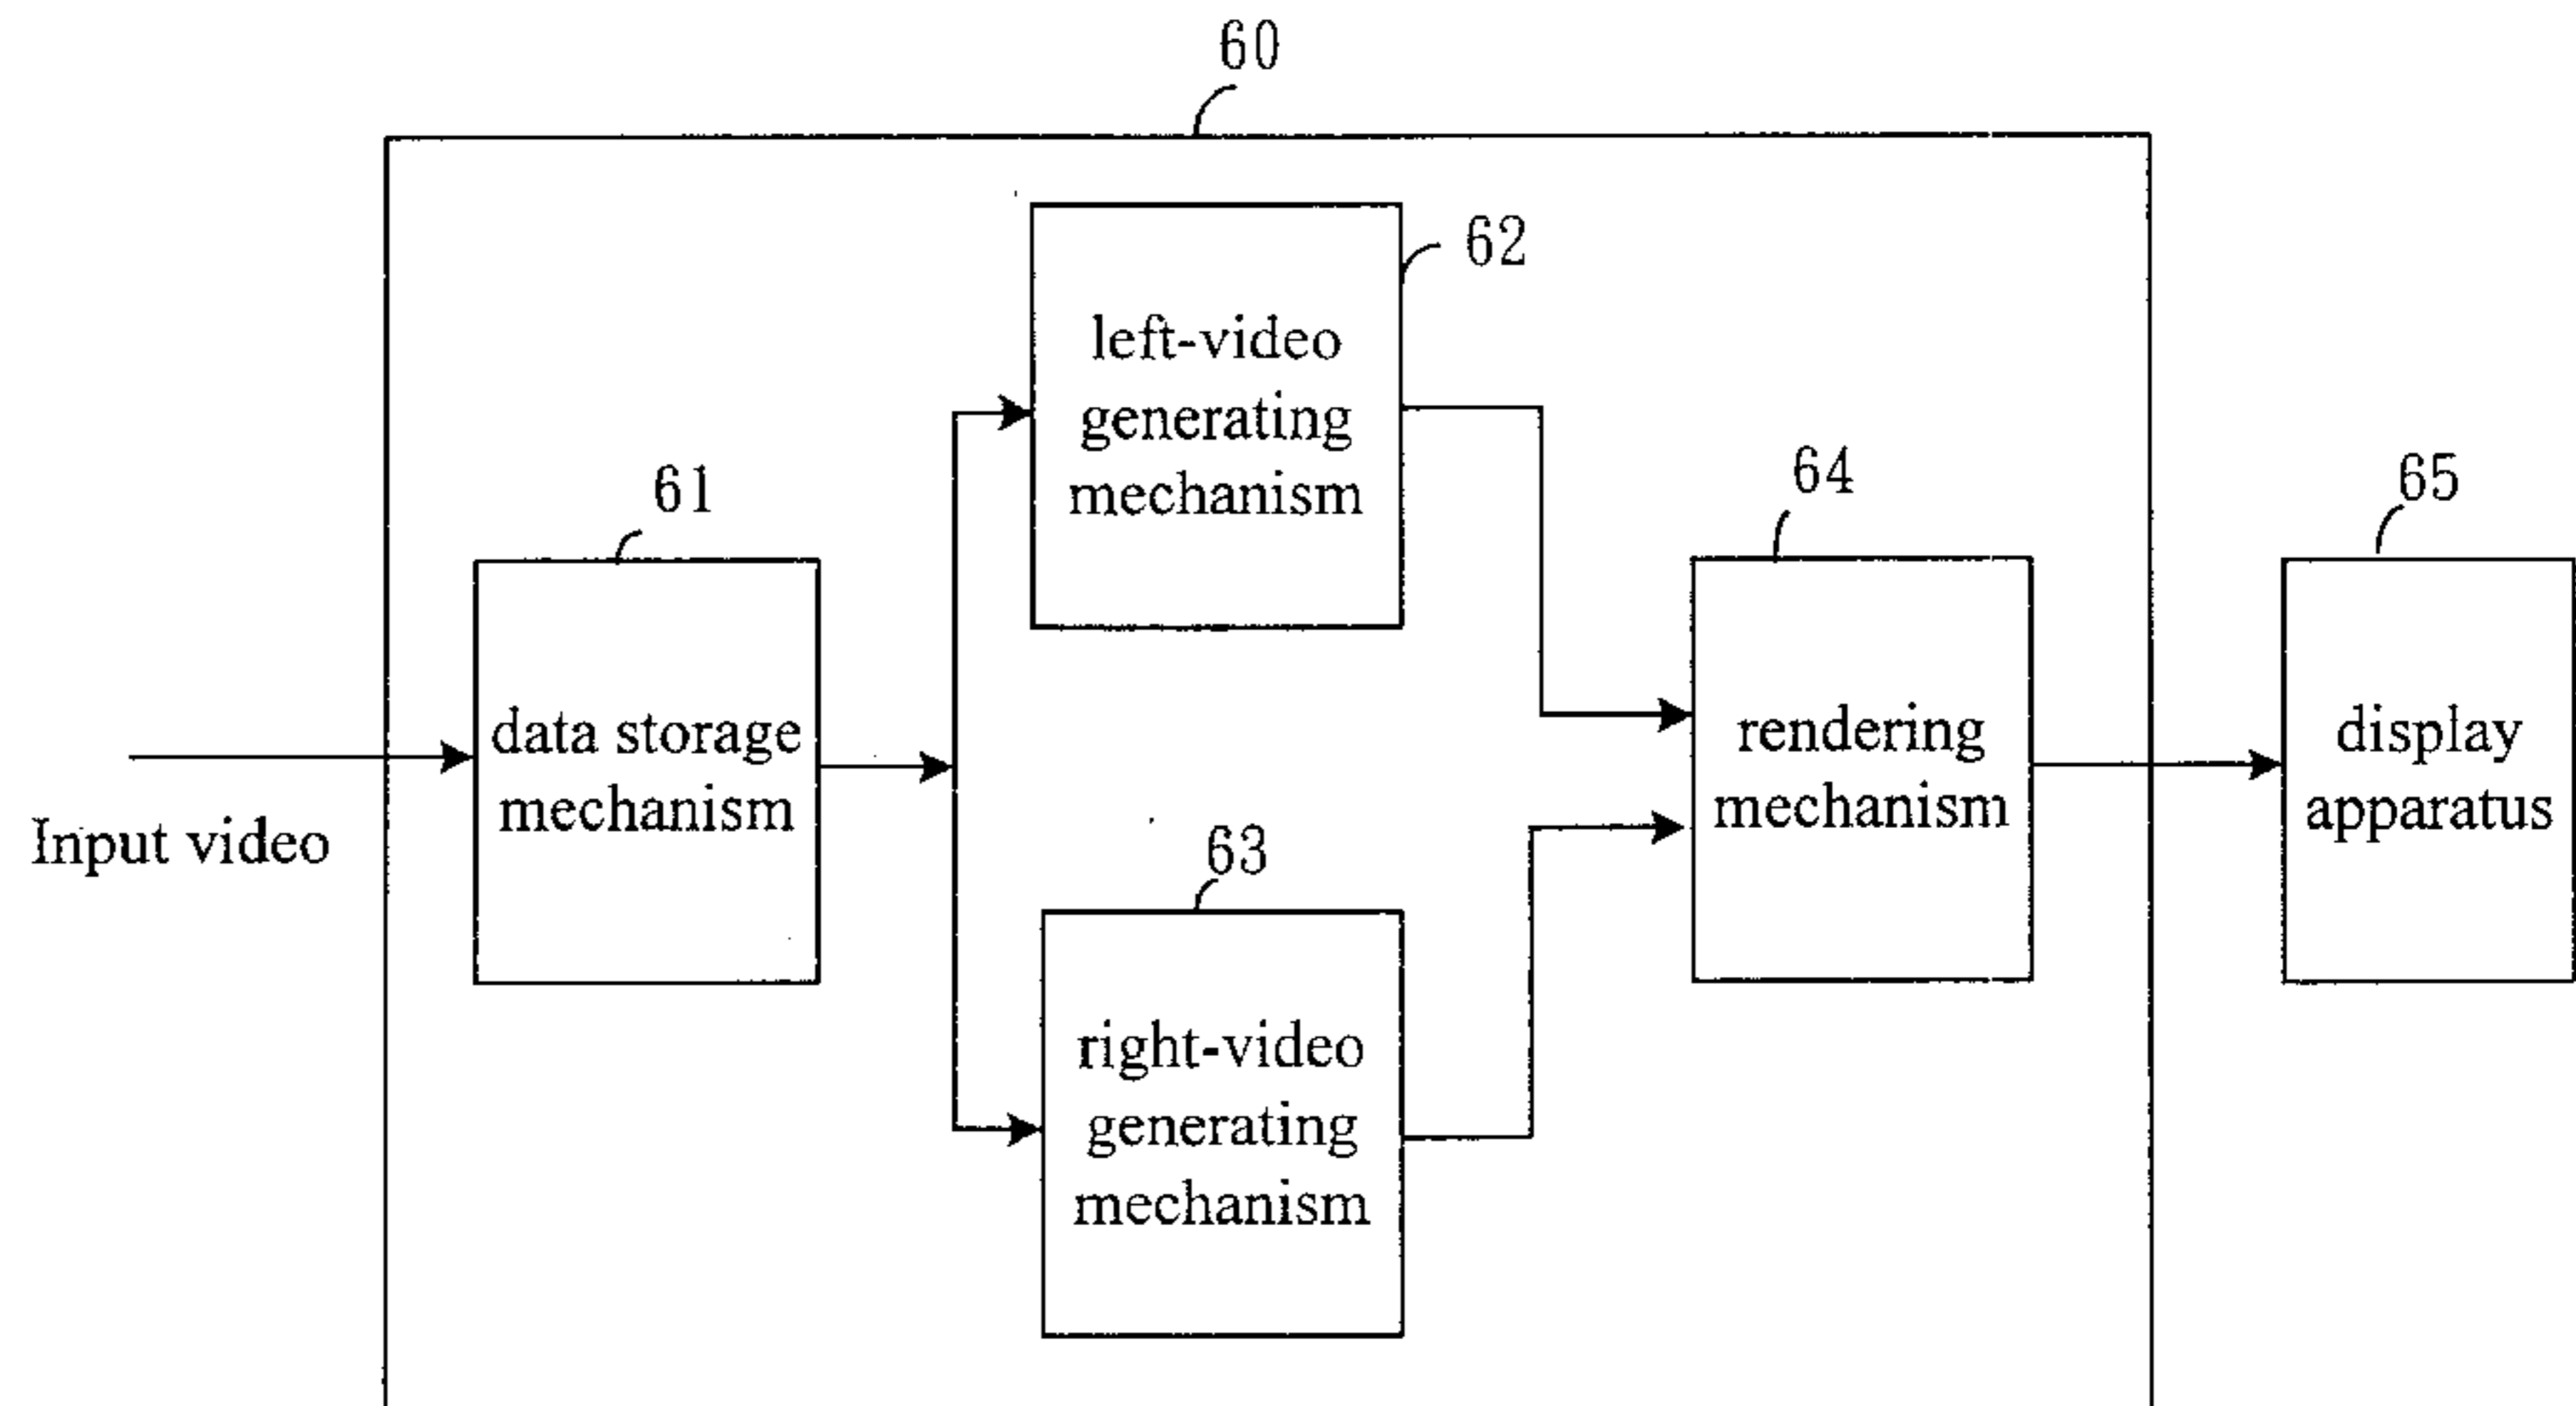 60
62
left-video
generating
mechanism
61
64
65
data storage
mechanism
Input video
rendering
mechanism
display
apparatus
63
right-video
generating
mechanism